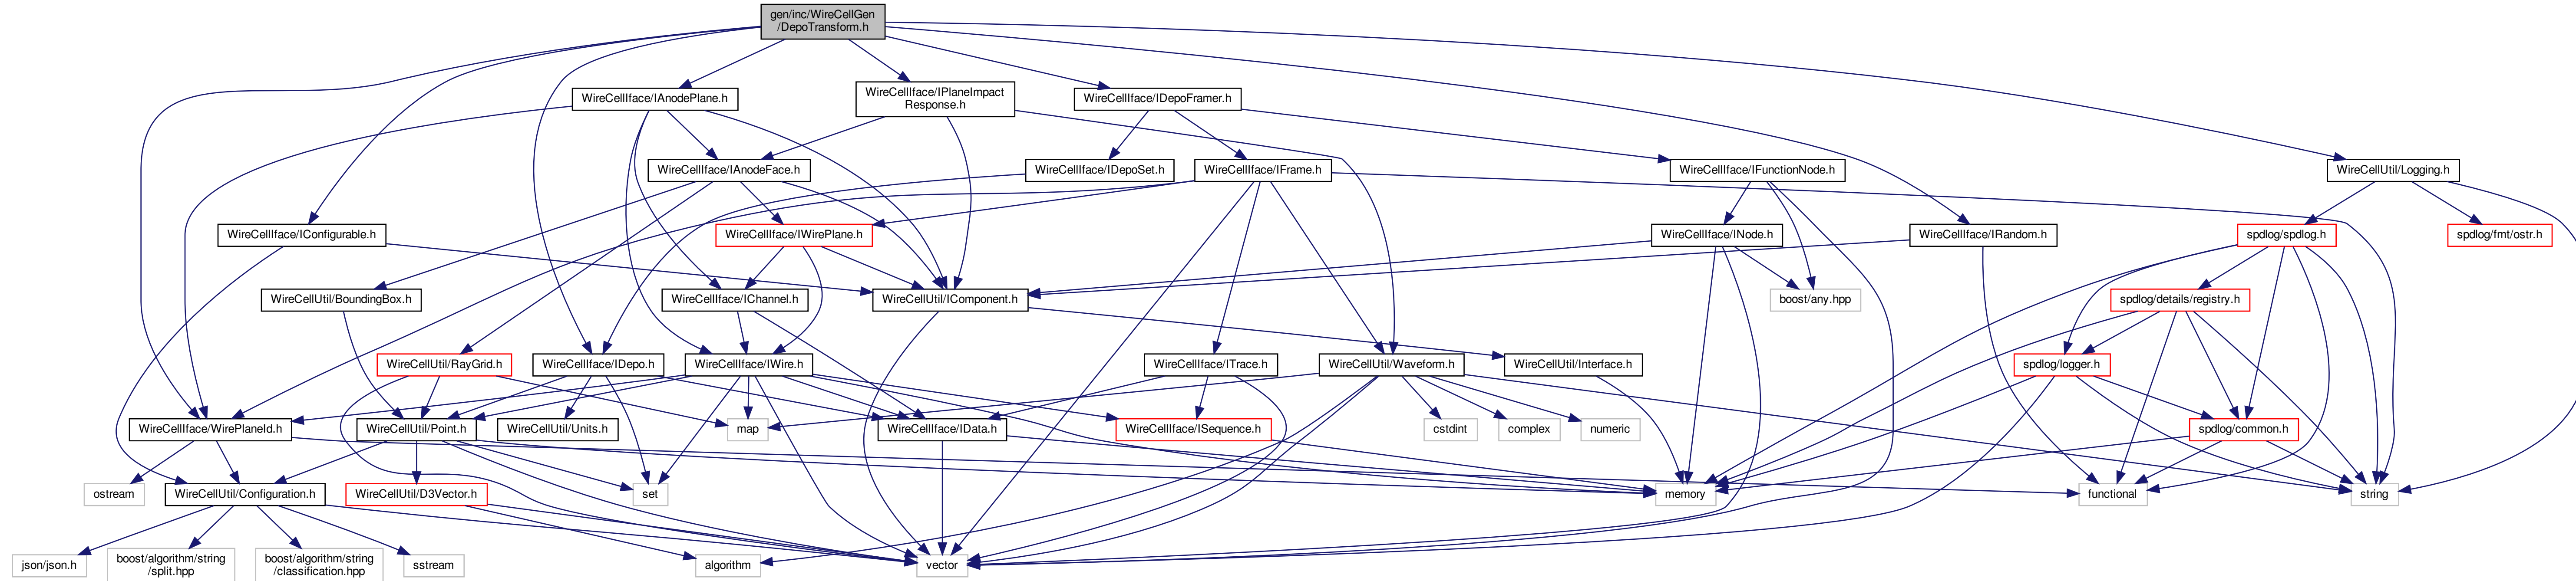 gen/inc/WireCellGen
/DepoTransform.h
WireCellIface/IAnodePlane.h
WireCellIface/IPlaneImpact
Response.h
WireCellIface/IDepoFramer.h
WireCellIface/IAnodeFace.h
WireCellIface/IDepoSet.h
WireCellIface/IFrame.h
WireCellIface/IFunctionNode.h
WireCellUtil/Logging.h
WireCellIface/IConfigurable.h
WireCellIface/IWirePlane.h
WireCellIface/INode.h
WireCellIface/IRandom.h
spdlog/spdlog.h
spdlog/fmt/ostr.h
WireCellUtil/BoundingBox.h
WireCellIface/IChannel.h
WireCellUtil/IComponent.h
boost/any.hpp
spdlog/details/registry.h
WireCellUtil/RayGrid.h
WireCellIface/IDepo.h
WireCellIface/IWire.h
WireCellIface/ITrace.h
WireCellUtil/Waveform.h
WireCellUtil/Interface.h
spdlog/logger.h
WireCellIface/WirePlaneId.h
WireCellUtil/Point.h
WireCellUtil/Units.h
map
WireCellIface/IData.h
WireCellIface/ISequence.h
cstdint
complex
numeric
spdlog/common.h
ostream
WireCellUtil/Configuration.h
WireCellUtil/D3Vector.h
set
memory
functional
string
json/json.h
boost/algorithm/string
/split.hpp
boost/algorithm/string
/classification.hpp
sstream
algorithm
vector